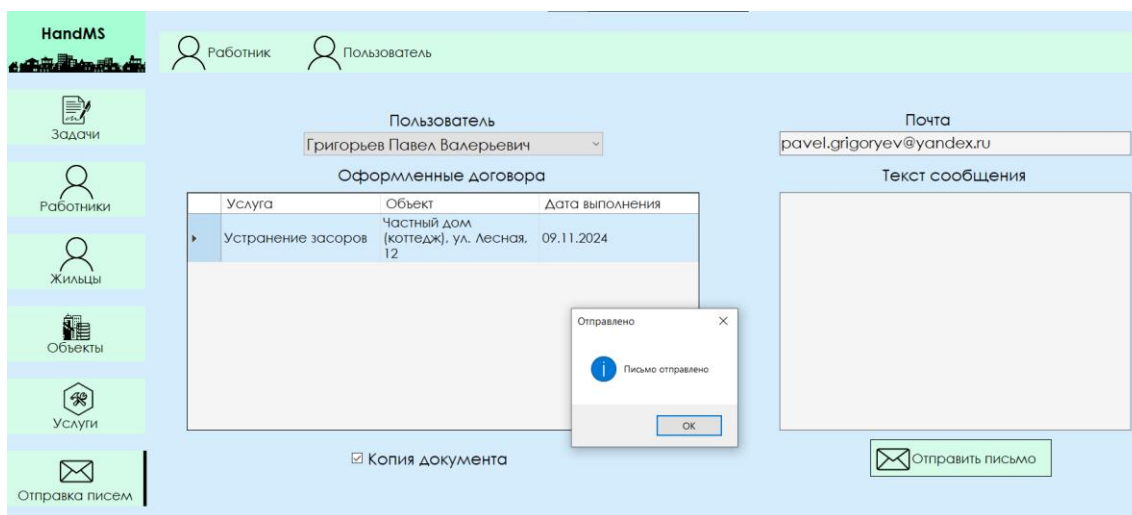 HandMS
Работник
Пользователь
Задачи
Работники
Жильцы
Объекты
Услуги
Отправка писем
Пользователь
Григорьев Павел Валерьевич
Оформленные договора
Услуга Объект Дата выполнения
Устранение засоров
Частный дом
(коттедж), ул. Лесная,
12
09.11.2024
Копия документа
Почта
pavel.grigoryev@yandex.ru
Текст сообщения
Отправить письмо
Отправлено
Письмо отправлено
ОК